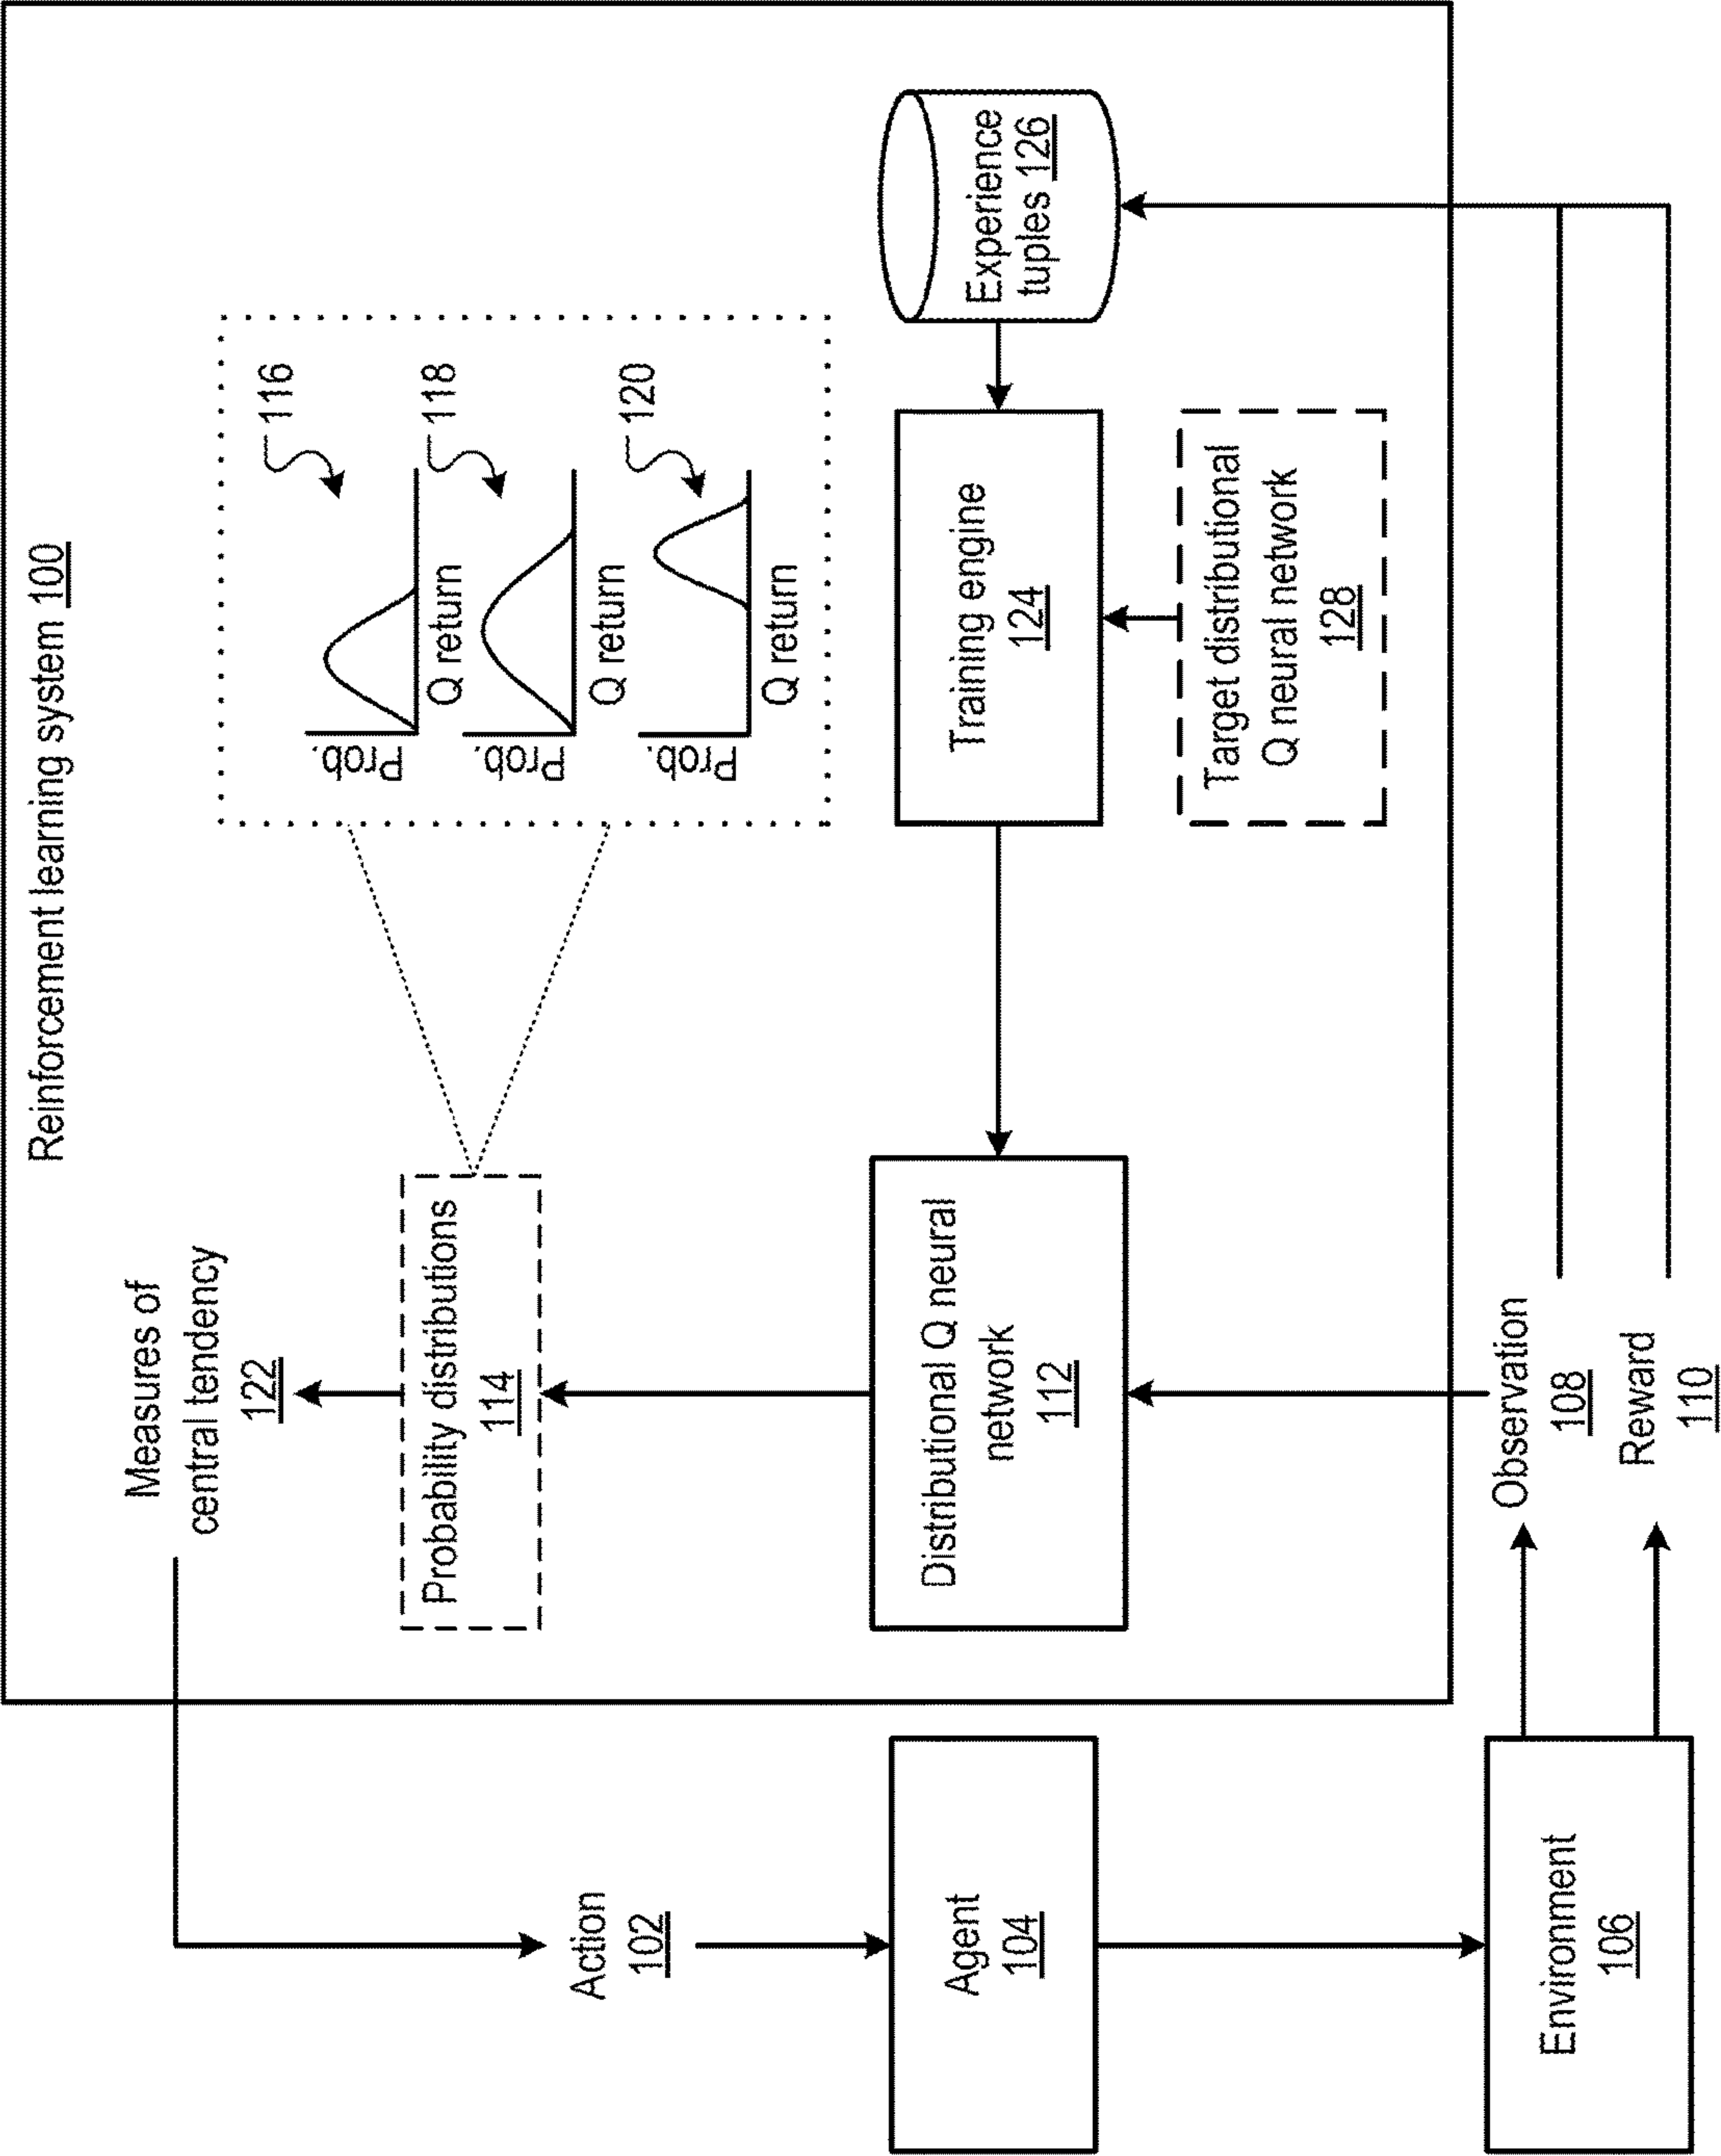 Reinforcement learning system 100
Measures of
central tendency
122
Probability distributions
114
Prob.
Q return
116
Prob.
Q return
118
Prob.
Q return
120
Action
102
Agent
104
Distributional Q neural
network
112
Training engine
124
Experience
tuples 126
Target distributional
Q neural network
128
Environment
106
Observation
108
Reward
110